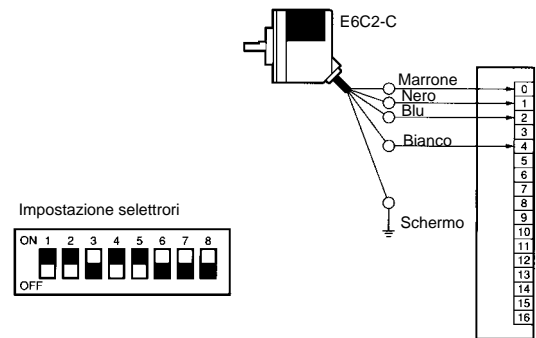 E6C2-C
Marrone
Nero
Blu
Bianco
Schermo
0
1
2
3
4
5
6
7
8
9
10
11
12
13
14
15
16
Impostazione selettrori
ON 1 2 3 4 5 6 7 8
OFF